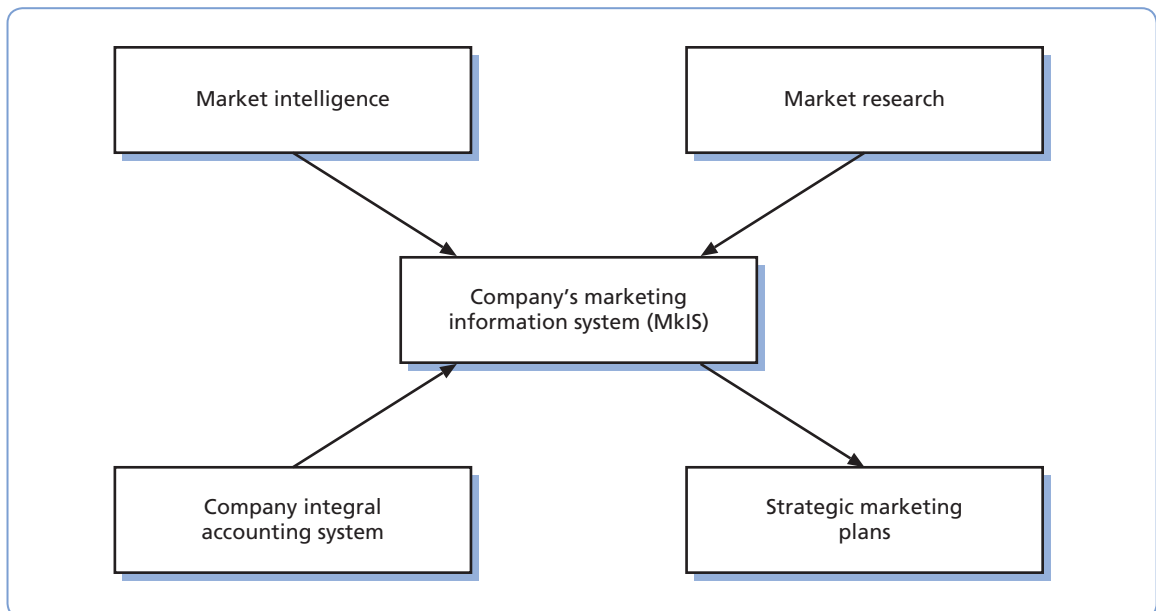 Market intelligence
Market research
Company’s marketing
information system (MkIS)
Company integral
accounting system
Strategic marketing
plans